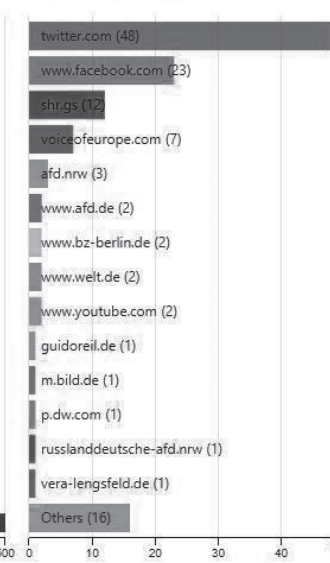 twitter.com (48)
www.facebook.com (23)
shr.gs (12)
voiceofeurope.com (7)
afd.nrw (3)
www.afd.de (2)
www.bz-berlin.de (2)
www.welt.de (2)
www.youtube.com (2)
guidoreil.de (1)
m.bild.de (1)
p.dw.com (1)
russlanddeutsche-afd.nrw (1)
vera-lengsfeld.de (1)
Others (16)
0 10 20 30 40